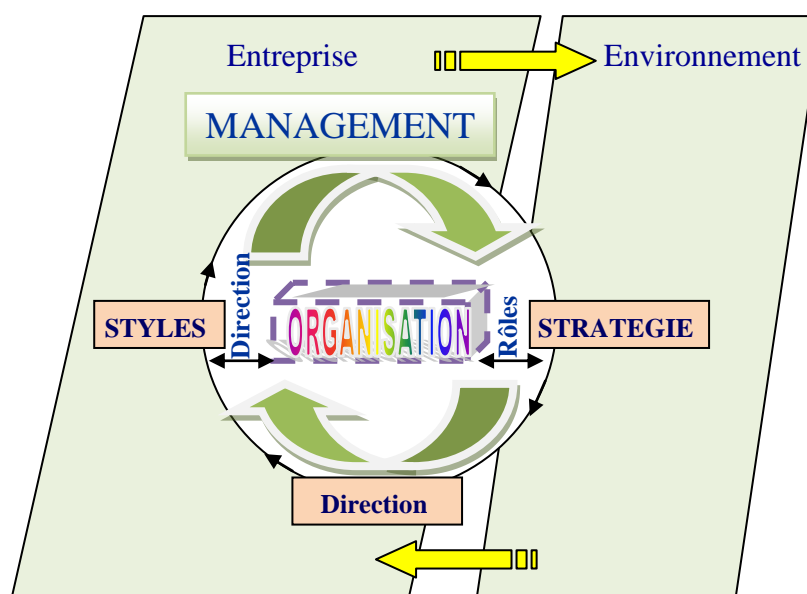 Entreprise
Environnement
MANAGEMENT
Direction
STYLES
ORGANISATION
Rôles
STRATEGIE
Direction